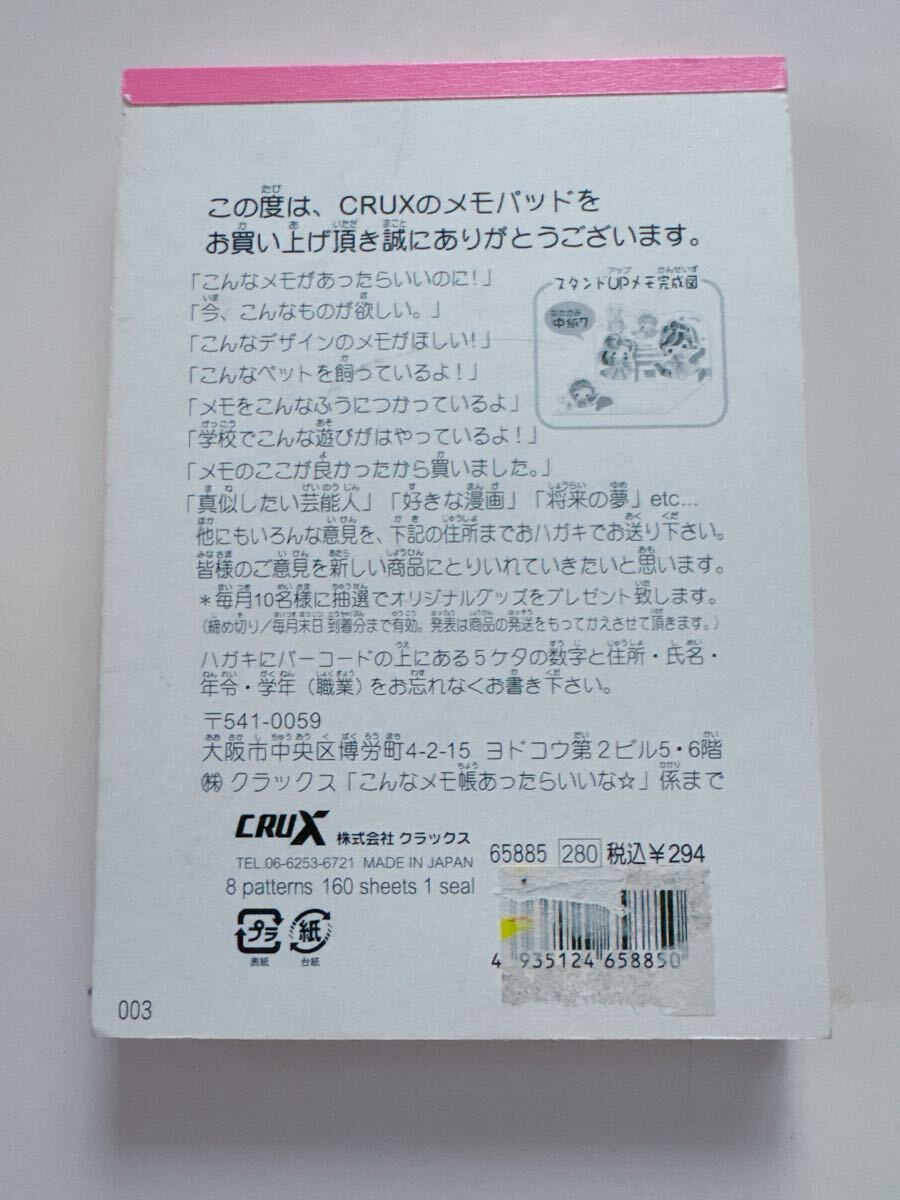 この度は、CRUXのメモパッドを
お買い上げ頂き誠にありがとうございます。
「こんなメモがあったらいいのに!」
「今、こんなものが欲しい。」
「こんなデザインのメモがほしい!」
「こんなペットを飼っているよ!」
「メモをこんなふうにつかっているよ」
「学校でこんな遊びがはやっているよ!」
「メモのここが良かったから買いました。」
「真似したい芸能人」「好きな漫画」「将来の夢」etc...
スタンドUPメモ完成図
中紙7
他にもいろんな意見を、下記の住所までおハガキでお送り下さい。
皆様のご意見を新しい商品にとりいれていきたいと思います。
*毎月10名様に抽選でオリジナルグッズをプレゼント致します。
(締め切り/毎月末日 到着分まで有効。発表は商品の発送をもってかえさせて頂きます。)
ハガキにバーコードの上にある5ケタの数字と住所・氏名・
年令・学年(職業)をお忘れなくお書き下さい。
〒541-0059
大阪市中央区博労町4-2-15 ヨドコウ第2ビル5・6階
㈱クラックス「こんなメモ帳あったらいいな☆」係まで
CRUX 株式会社 クラックス
TEL.06-6253-6721 MADE IN JAPAN
8 patterns 160 sheets 1 seal
65885 280 税込¥294
プラ 紙
表紙 台紙
4 935124 658850
003